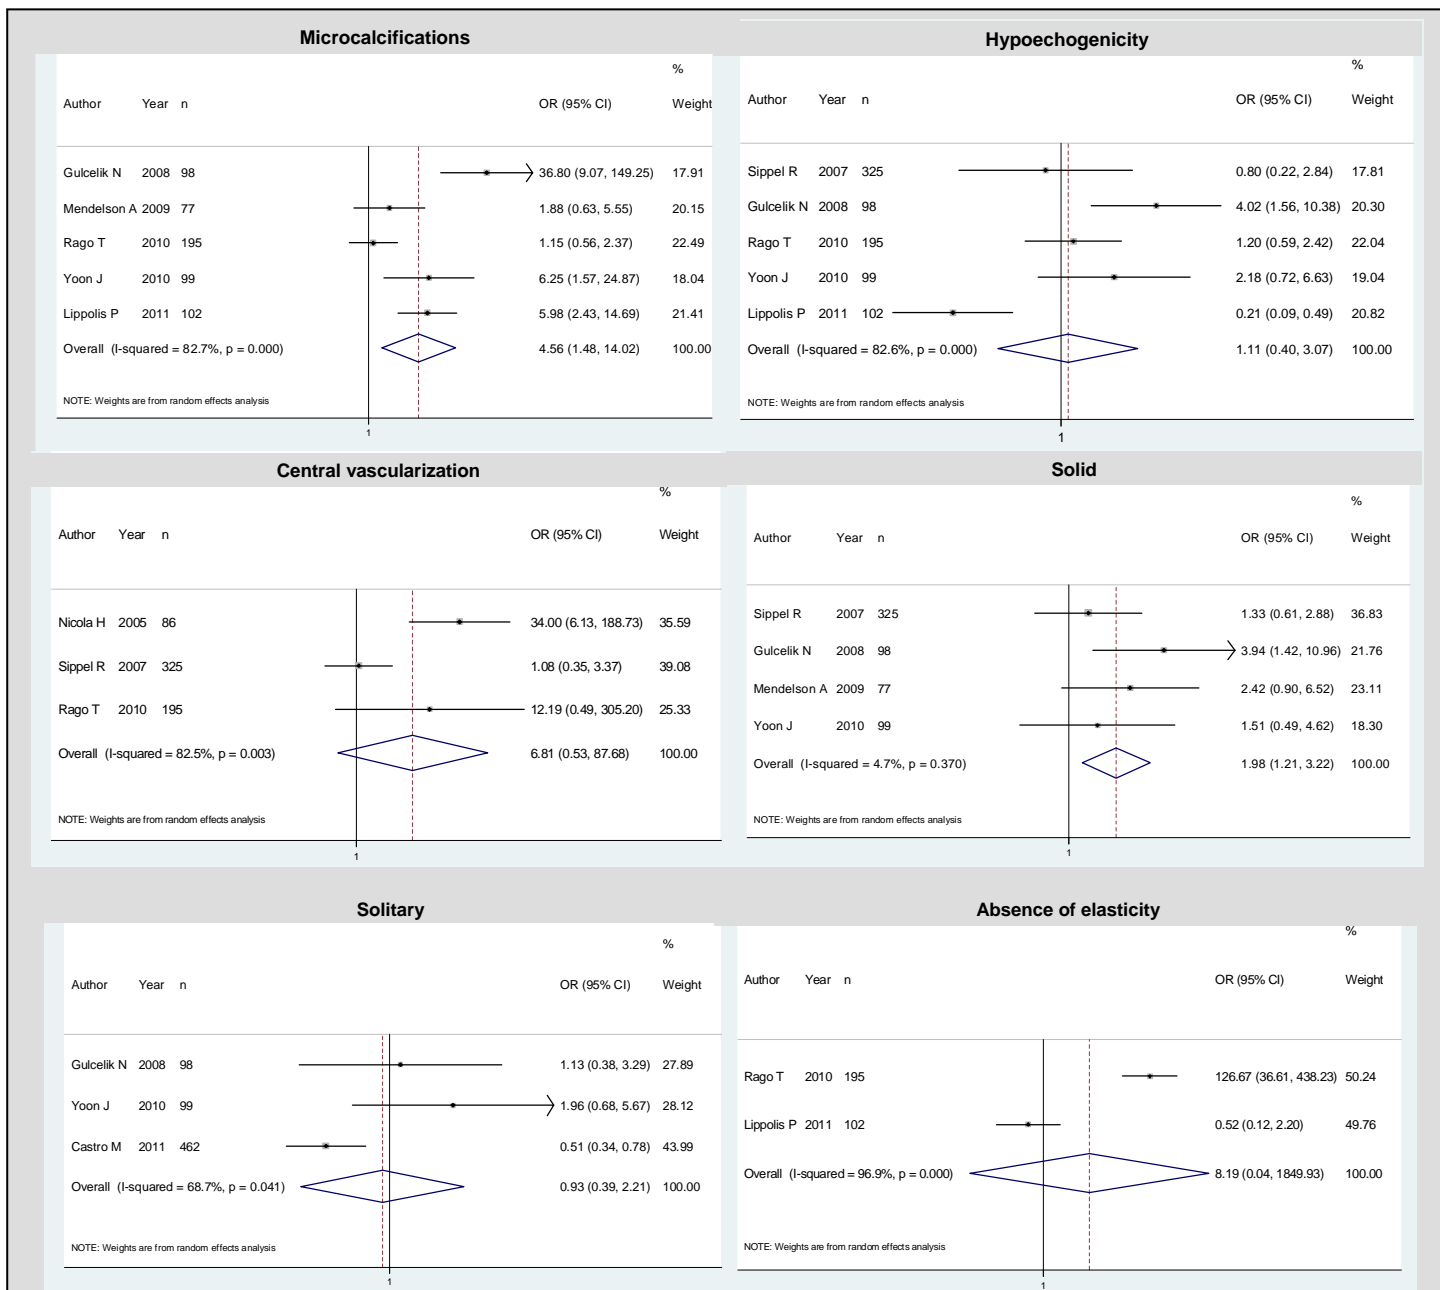 Microcalcifications
%
Author Year n OR (95% CI) Weight
Gulcelik N 2008 98 36.80 (9.07, 149.25) 17.91
Mendelson A 2009 77 1.88 (0.63, 5.55) 20.15
Rago T 2010 195 1.15 (0.56, 2.37) 22.49
Yoon J 2010 99 6.25 (1.57, 24.87) 18.04
Lippolis P 2011 102 5.98 (2.43, 14.69) 21.41
Overall (I-squared = 82.7%, p = 0.000) 4.56 (1.48, 14.02) 100.00
NOTE: Weights are from random effects analysis
1
Hypoechogenicity
%
Author Year n OR (95% CI) Weight
Sippel R 2007 325 0.80 (0.22, 2.84) 17.81
Gulcelik N 2008 98 4.02 (1.56, 10.38) 20.30
Rago T 2010 195 1.20 (0.59, 2.42) 22.04
Yoon J 2010 99 2.18 (0.72, 6.63) 19.04
Lippolis P 2011 102 0.21 (0.09, 0.49) 20.82
Overall (I-squared = 82.6%, p = 0.000) 1.11 (0.40, 3.07) 100.00
NOTE: Weights are from random effects analysis
1
Central vascularization
%
Author Year n OR (95% CI) Weight
Nicola H 2005 86 34.00 (6.13, 188.73) 35.59
Sippel R 2007 325 1.08 (0.35, 3.37) 39.08
Rago T 2010 195 12.19 (0.49, 305.20) 25.33
Overall (I-squared = 82.5%, p = 0.003) 6.81 (0.53, 87.68) 100.00
NOTE: Weights are from random effects analysis
1
Solid
%
Author Year n OR (95% CI) Weight
Sippel R 2007 325 1.33 (0.61, 2.88) 36.83
Gulcelik N 2008 98 3.94 (1.42, 10.96) 21.76
Mendelson A 2009 77 2.42 (0.90, 6.52) 23.11
Yoon J 2010 99 1.51 (0.49, 4.62) 18.30
Overall (I-squared = 4.7%, p = 0.370) 1.98 (1.21, 3.22) 100.00
NOTE: Weights are from random effects analysis
1
Solitary
%
Author Year n OR (95% CI) Weight
Gulcelik N 2008 98 1.13 (0.38, 3.29) 27.89
Yoon J 2010 99 1.96 (0.68, 5.67) 28.12
Castro M 2011 462 0.51 (0.34, 0.78) 43.99
Overall (I-squared = 68.7%, p = 0.041) 0.93 (0.39, 2.21) 100.00
NOTE: Weights are from random effects analysis
1
Absence of elasticity
%
Author Year n OR (95% CI) Weight
Rago T 2010 195 126.67 (36.61, 438.23) 50.24
Lippolis P 2011 102 0.52 (0.12, 2.20) 49.76
Overall (I-squared = 96.9%, p = 0.000) 8.19 (0.04, 1849.93) 100.00
NOTE: Weights are from random effects analysis
1